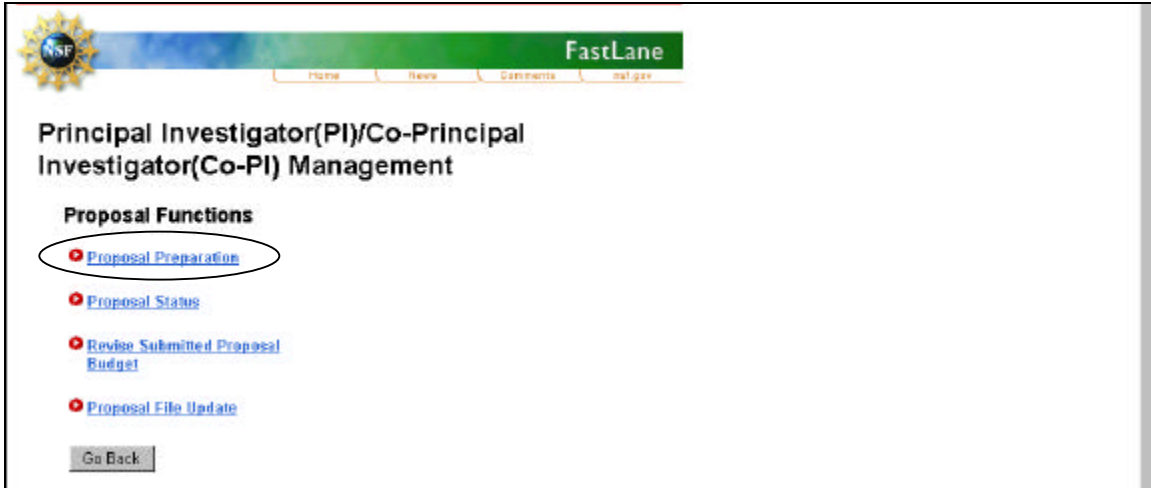 NSF
FastLane
Home News Comments nsf.gov
Principal Investigator(PI)/Co-Principal
Investigator(Co-PI) Management
Proposal Functions
Proposal Preparation
Proposal Status
Revise Submitted Proposal
Budget
Proposal File Update
Go Back